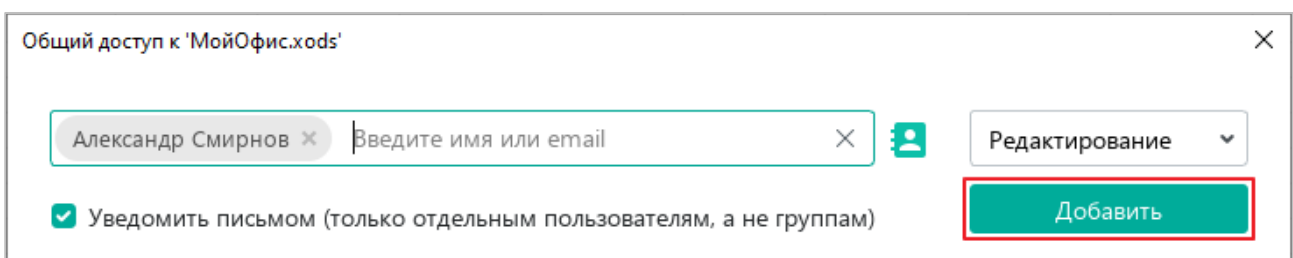 Общий доступ к 'МойОфис.xods'
Александр Смирнов Введите имя или email Редактирование
Уведомить письмом (только отдельным пользователям, а не группам) Добавить